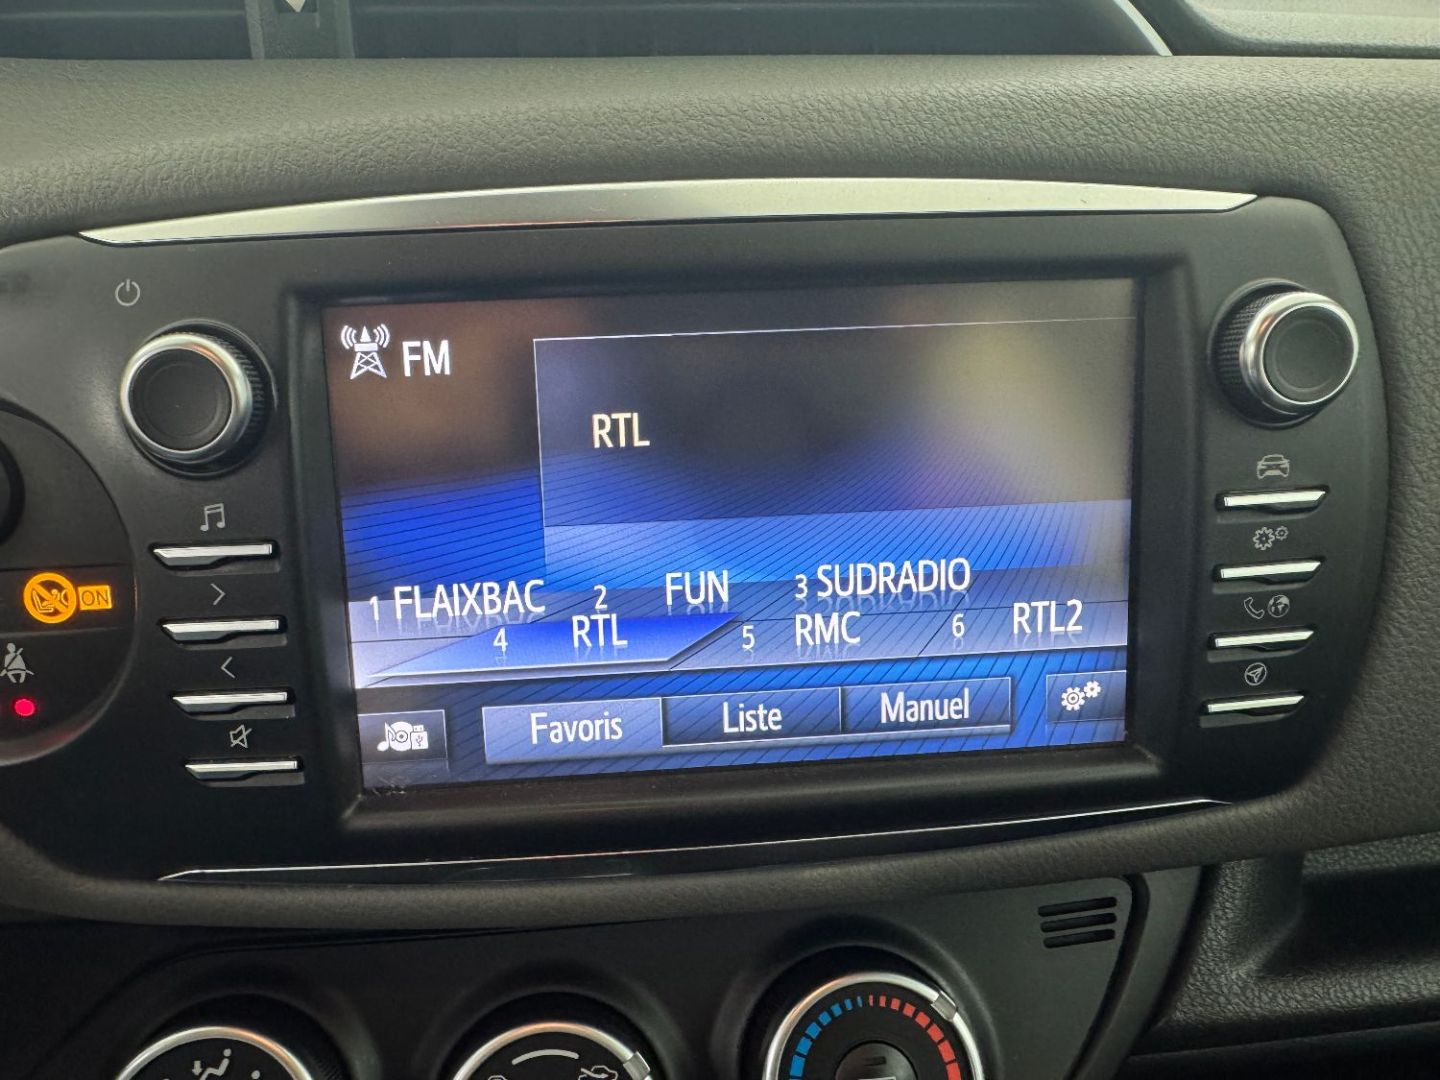 FM
RTL
1 FLAIXBAC 2 FUN 3 SUDRADIO
4 RTL 5 RMC 6 RTL2
Favoris Liste Manuel
ON